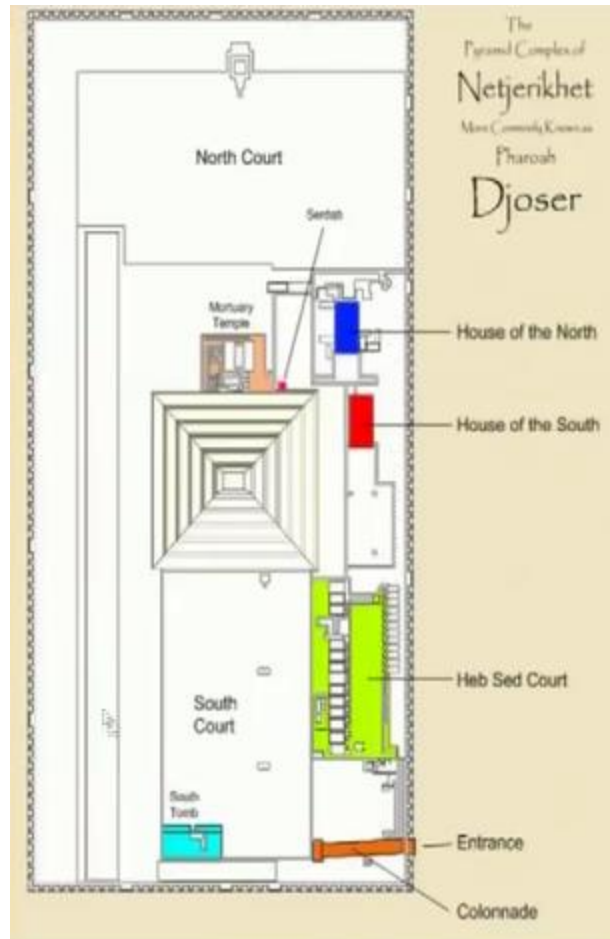 The
Pyramid Complex of
Netjerikhet
More Commonly Known as
Pharoah
Djoser
North Court
Serdab
Mortuary
Temple
House of the North
House of the South
Heb Sed Court
South
Court
South
Tomb
Entrance
Colonnade